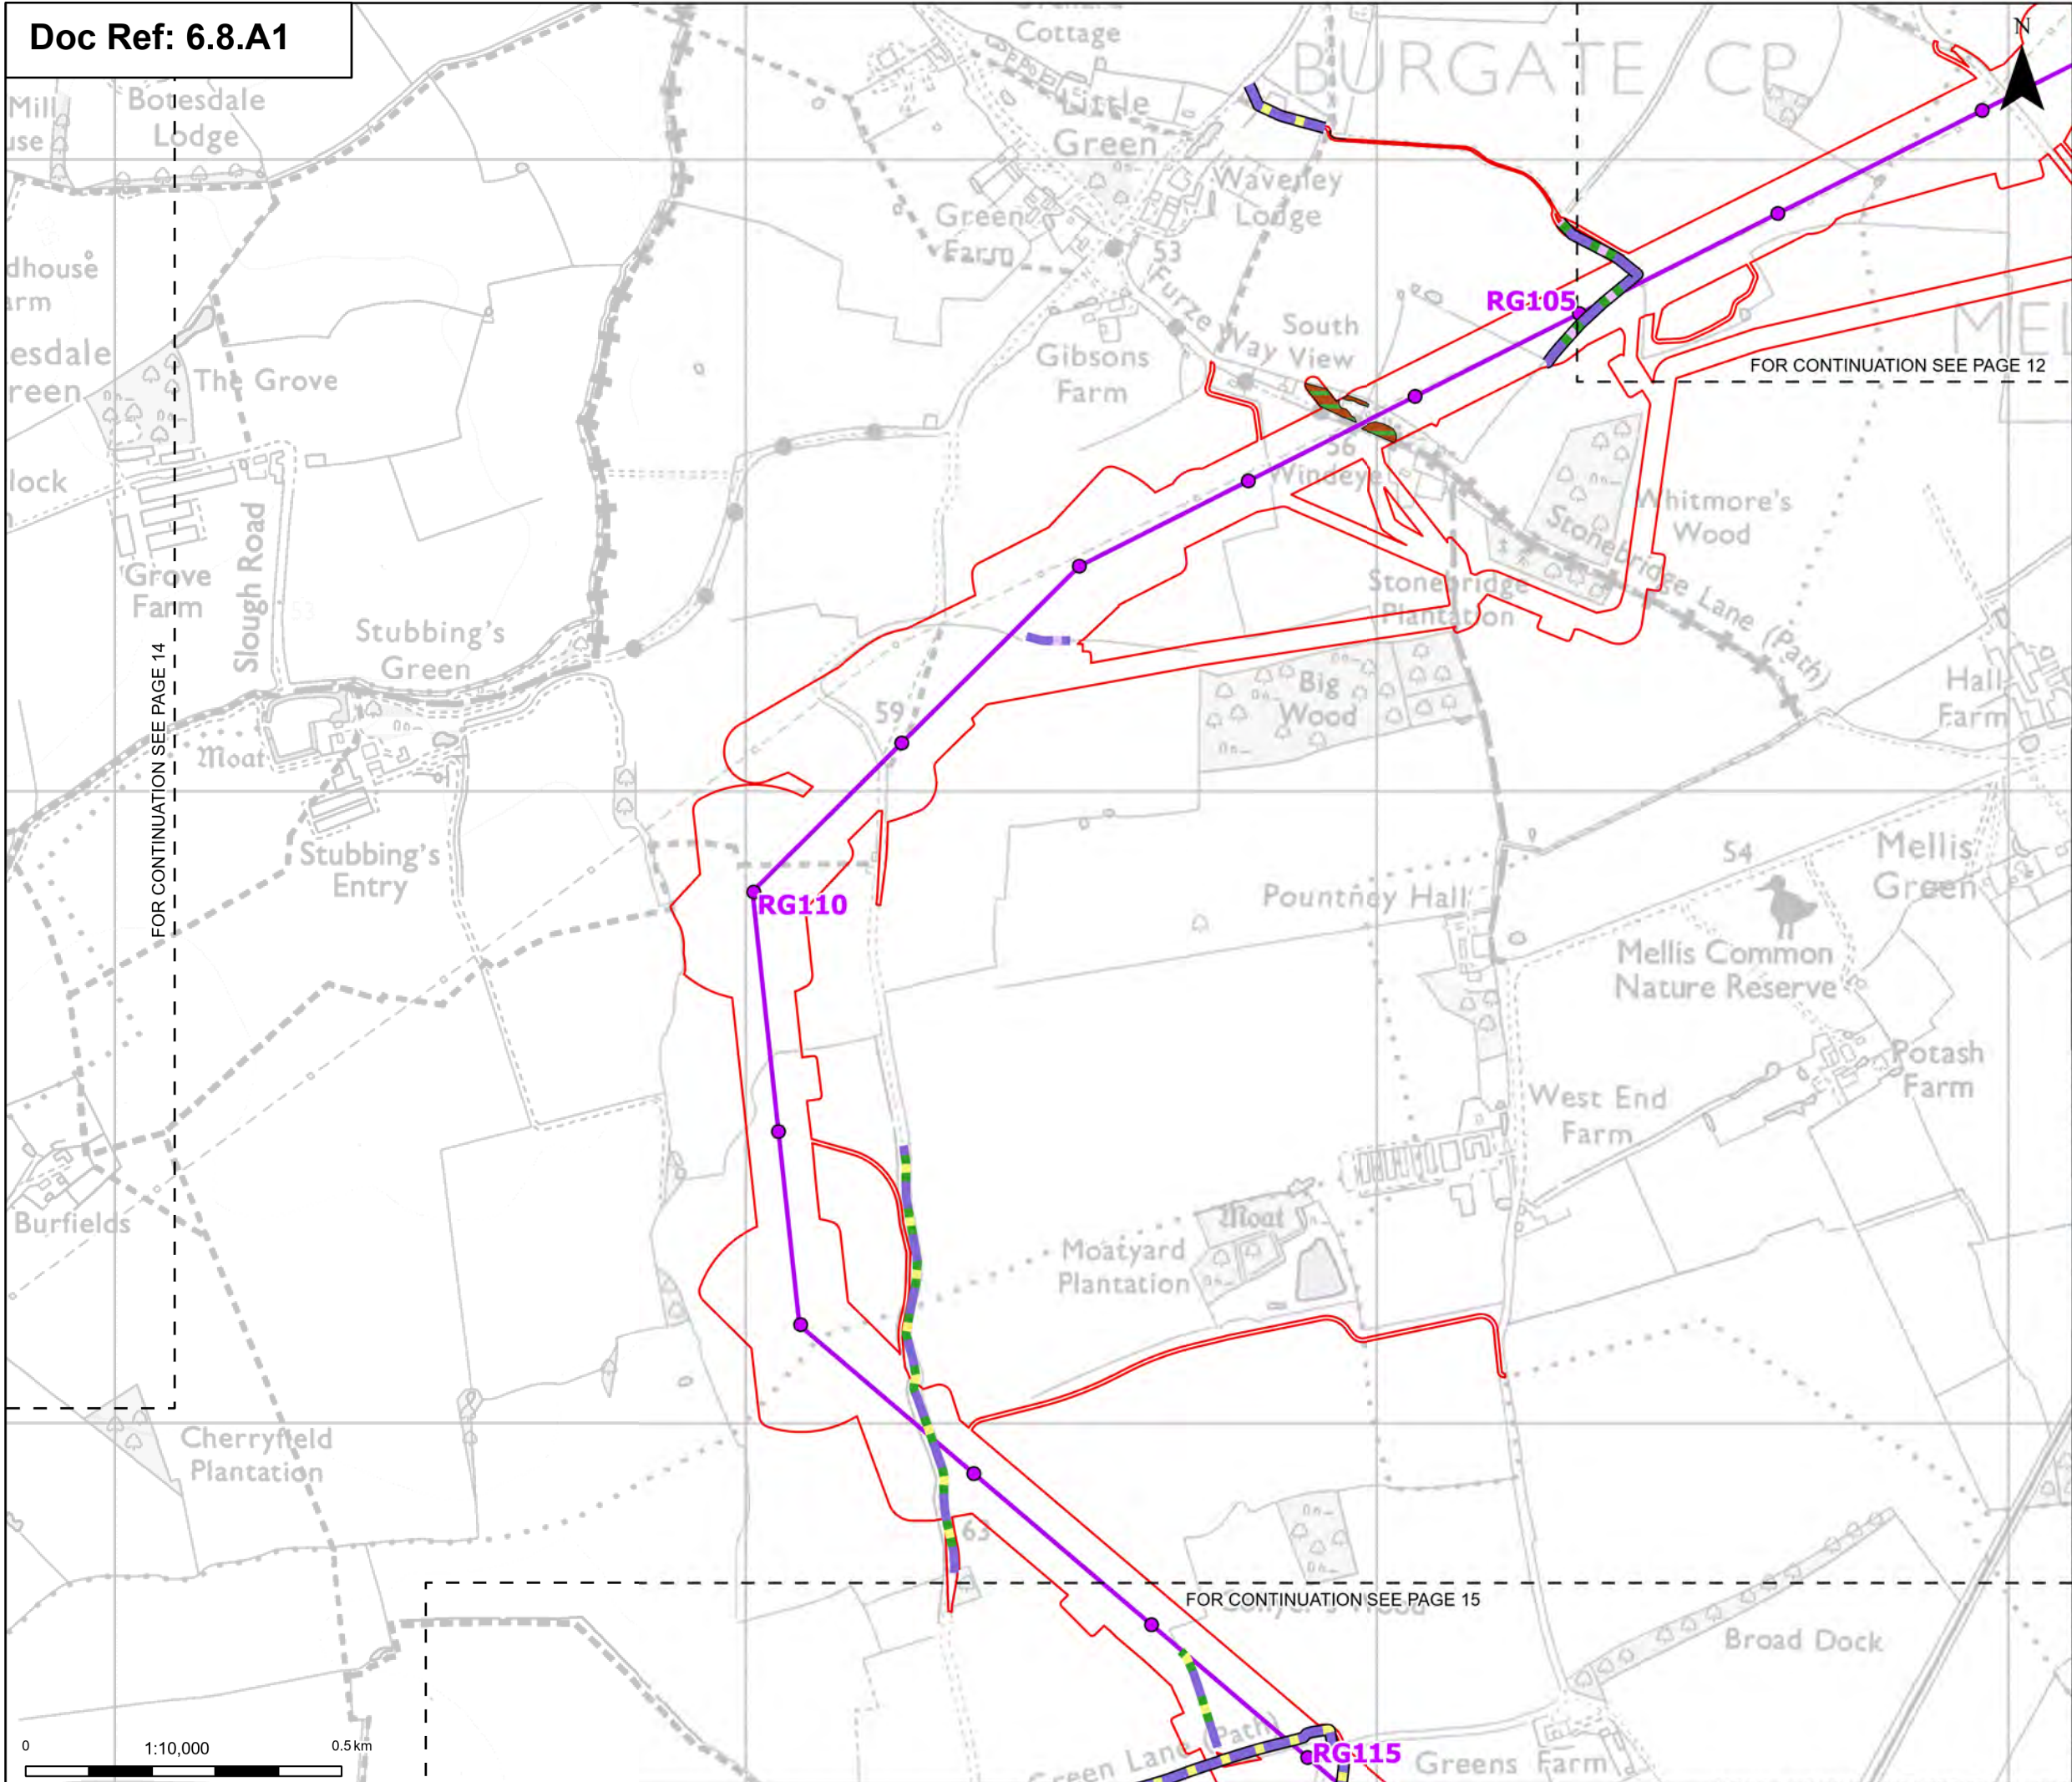 Doc Ref: 6.8.A1
N
Cottage
BURGATE CP
Mill
use
Botesdale
Lodge
Little
Green
Waverley
Lodge
Green
Farm
53
dhouse
arm
Furze Way
South
View
RG105
MEL
Gibsons
Farm
FOR CONTINUATION SEE PAGE 12
esdale
reen
The Grove
56
Windeye
lock
Whitmore's
Wood
Slough Road
Grove
Farm
53
Stonebridge Lane (Path)
Stonebridge
Plantation
Stubbing's
Green
FOR CONTINUATION SEE PAGE 14
Big
Wood
Hall
Farm
59
Moat
Stubbing's
Entry
54
Mellis
Green
RG110
Pountney Hall
Mellis Common
Nature Reserve
Potash
Farm
West End
Farm
Burfields
Moat
Moatyard
Plantation
Cherryfield
Plantation
63
FOR CONTINUATION SEE PAGE 15
Broad Dock
0
1:10,000
0.5 km
Green Lane (Path)
RG115
Greens Farm